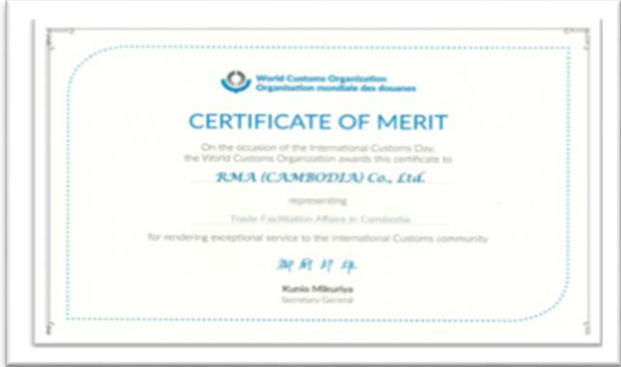 World Customs Organization
Organisation mondiale des douanes
CERTIFICATE OF MERIT
On the occasion of the International Customs Day,
the World Customs Organization awards this certificate to
RMA (CAMBODIA) Co., Ltd.
representing
Trade Facilitation Affairs in Cambodia
for rendering exceptional service to the international Customs community
Kunio Mikuriya
Secretary General